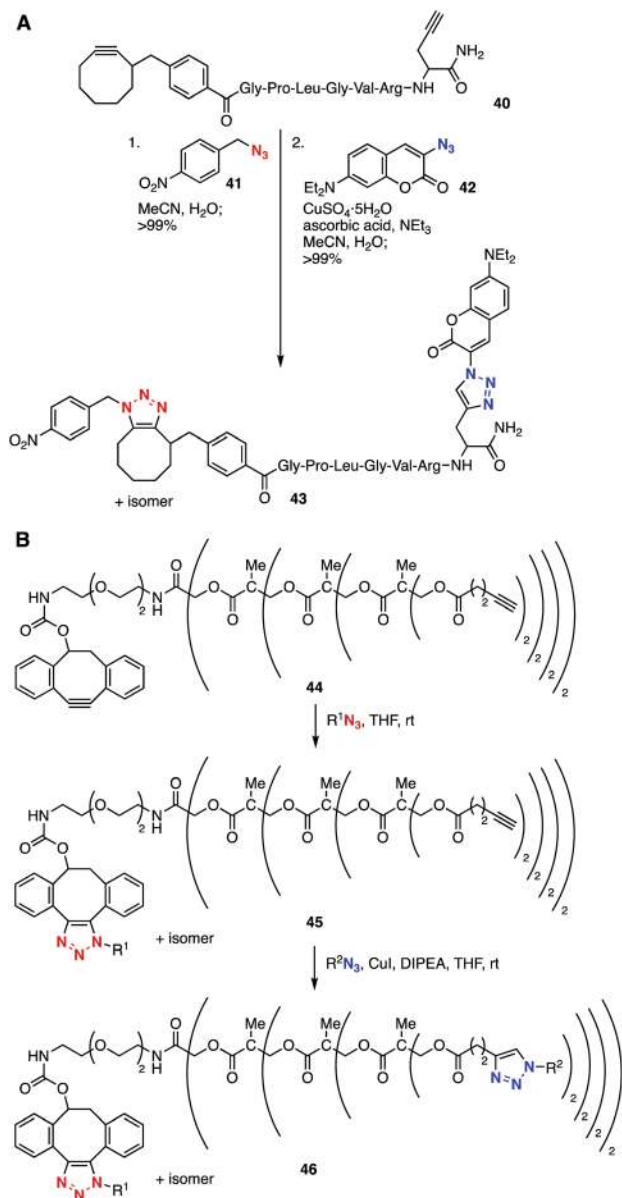 A
NH2
O
Gly-Pro-Leu-Gly-Val-Arg–NH
O
40
1.
N3
NO2
41
MeCN, H2O;
>99%
2.
N3
Et2N
O
O
42
CuSO4·5H2O
ascorbic acid, NEt3
MeCN, H2O;
>99%
NEt2
O
O
N
N
N
N
N
N
O2N
NH2
O
Gly-Pro-Leu-Gly-Val-Arg–NH
O
+ isomer
43
B
HN
O
2
N
H
O
O
Me
O
O
Me
O
O
Me
O
O
O
2
2
2
2
2
O
O
44
R1N3, THF, rt
HN
O
2
N
H
O
O
Me
O
O
Me
O
O
Me
O
O
O
2
2
2
2
2
O
O
N
N
N
R1
+ isomer
45
R2N3, CuI, DIPEA, THF, rt
HN
O
2
N
H
O
O
Me
O
O
Me
O
O
Me
O
O
O
2
N
N
N
R2
2
2
2
2
O
O
N
N
N
R1
+ isomer
46